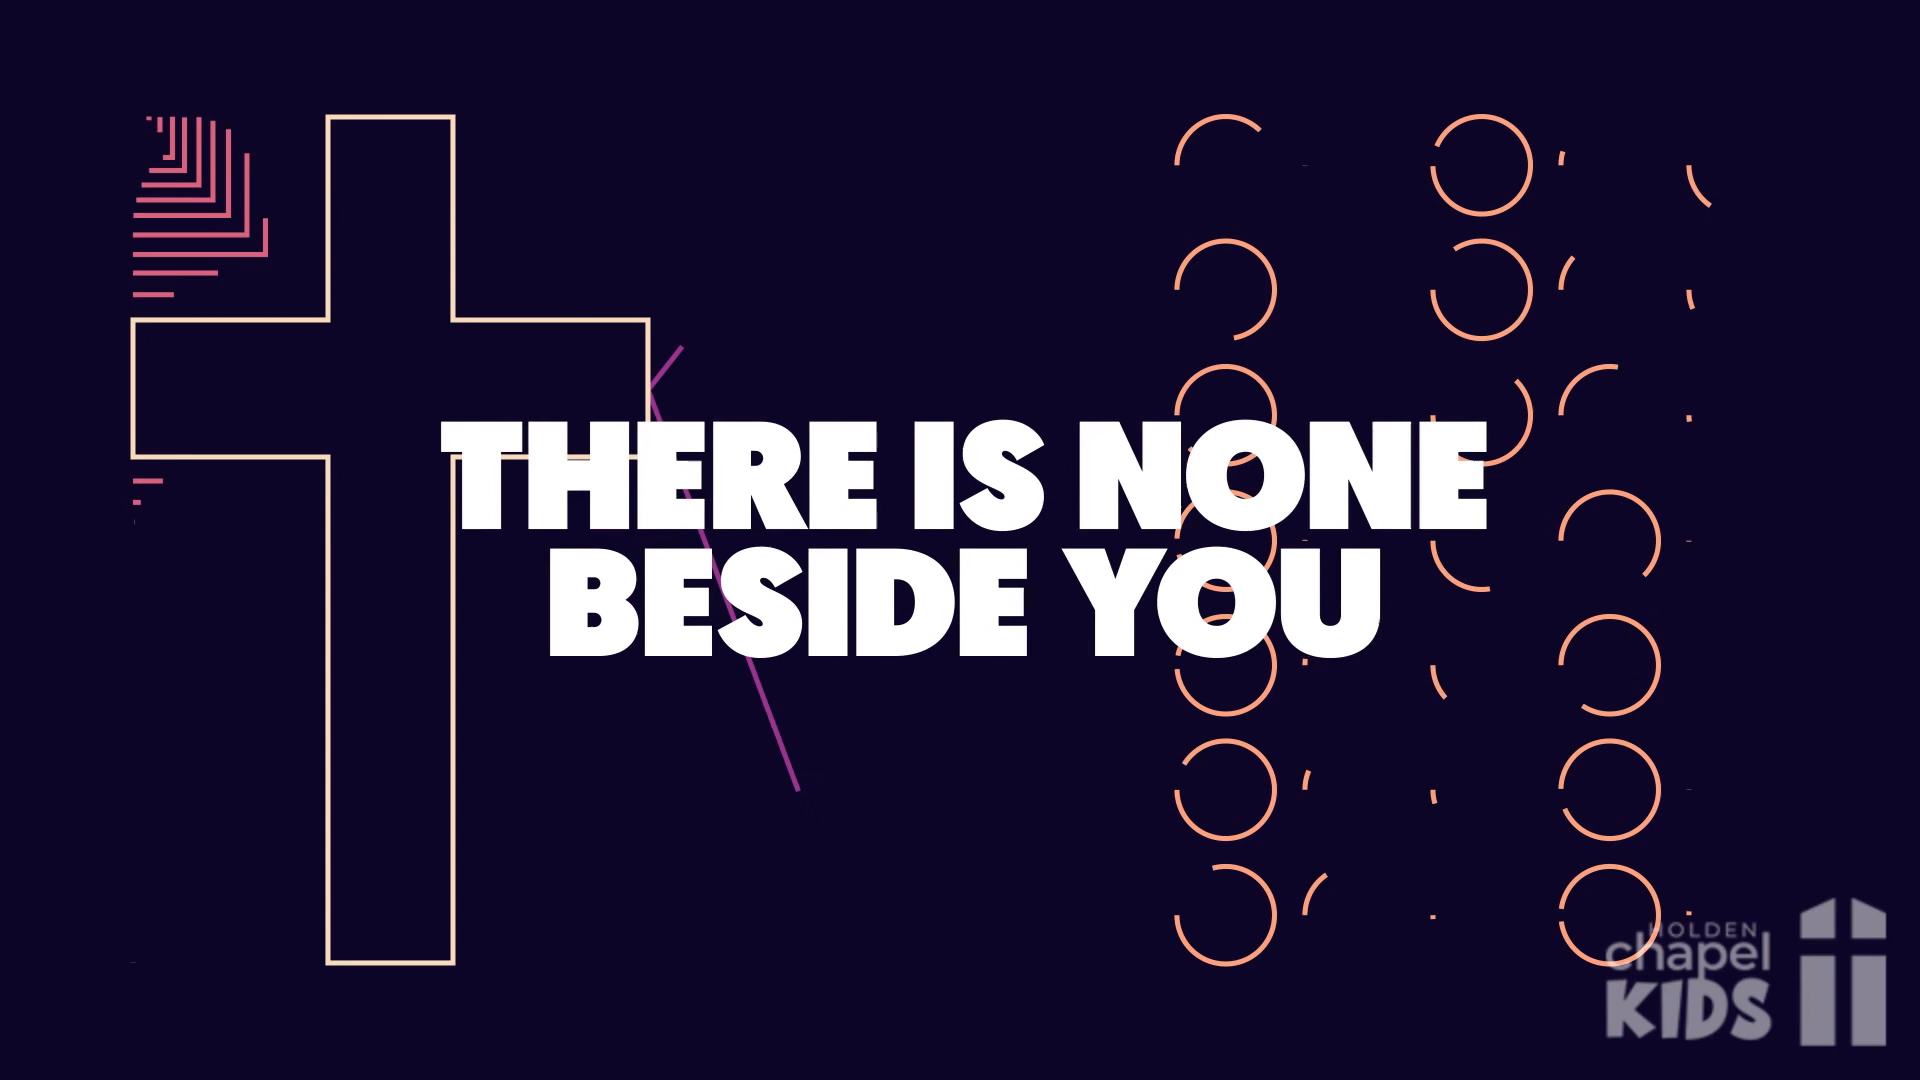 THERE IS NONE
BESIDE YOU
HOLDEN
chapel
KIDS